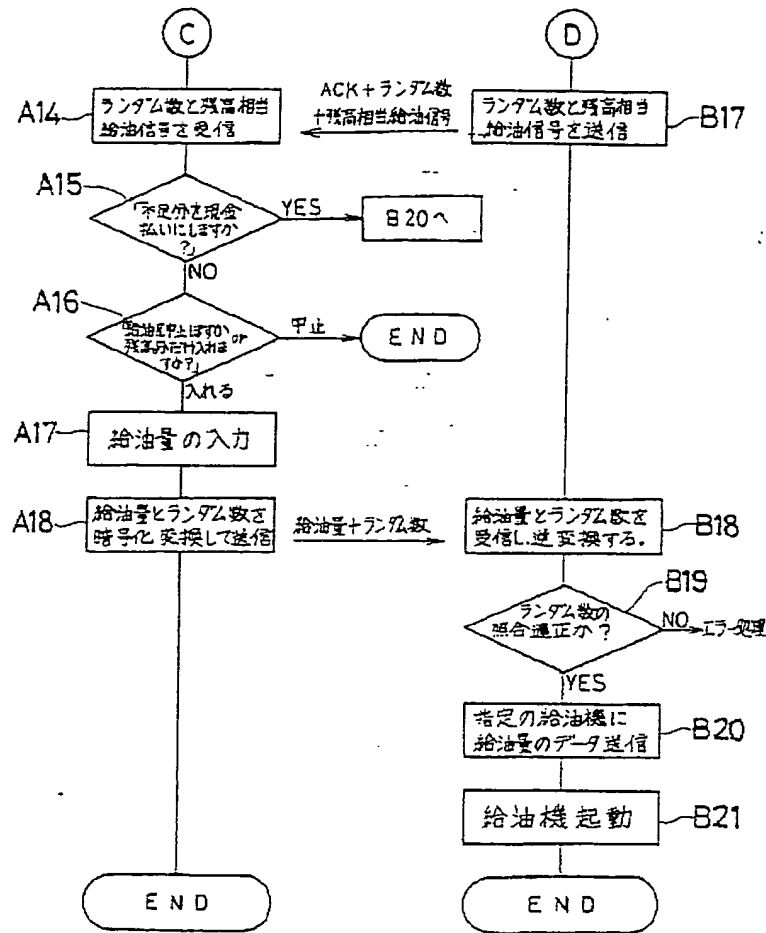 C
D
A14
ランダム数と残高相当
給油信号を受信
ACK+ランダム数
+残高相当給油信号
ランダム数と残高相当
給油信号を送信
B17
A15
「不足分を現金
払いにしますか
?」
YES
B20へ
NO
A16
「給油を中止しますか
or
残高分だけ入れま
すか?」
中止
END
入れる
A17
給油量の入力
A18
給油量とランダム数を
暗号化変換して送信
給油量+ランダム数
給油量とランダム数を
受信し逆変換する.
B18
B19
ランダム数の
照合適正か?
NO
エラー処理
YES
指定の給油機に
給油量のデータ送信
B20
給油機起動
B21
END
END